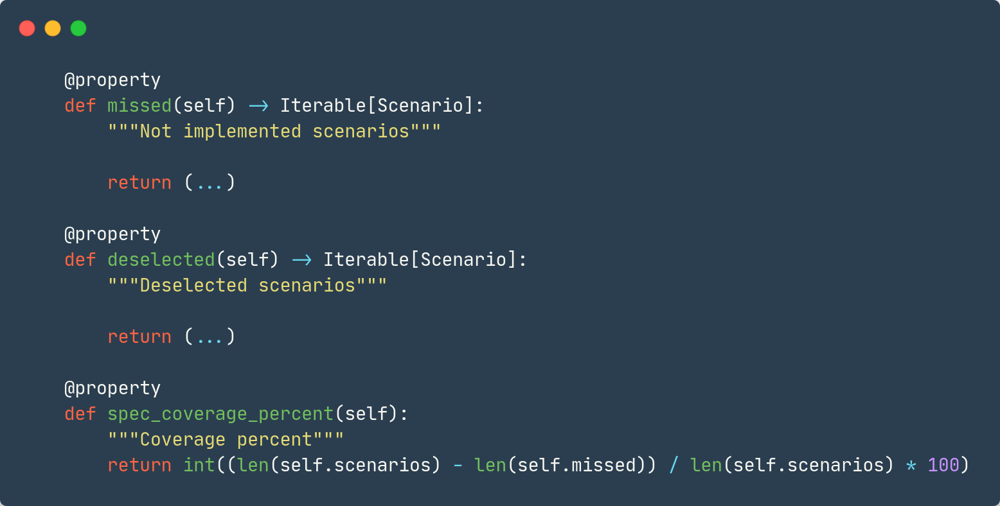 @property
def missed(self) -> Iterable[Scenario]:
    """Not implemented scenarios"""

    return (...)

@property
def deselected(self) -> Iterable[Scenario]:
    """Deselected scenarios"""

    return (...)

@property
def spec_coverage_percent(self):
    """Coverage percent"""
    return int((len(self.scenarios) - len(self.missed)) / len(self.scenarios) * 100)